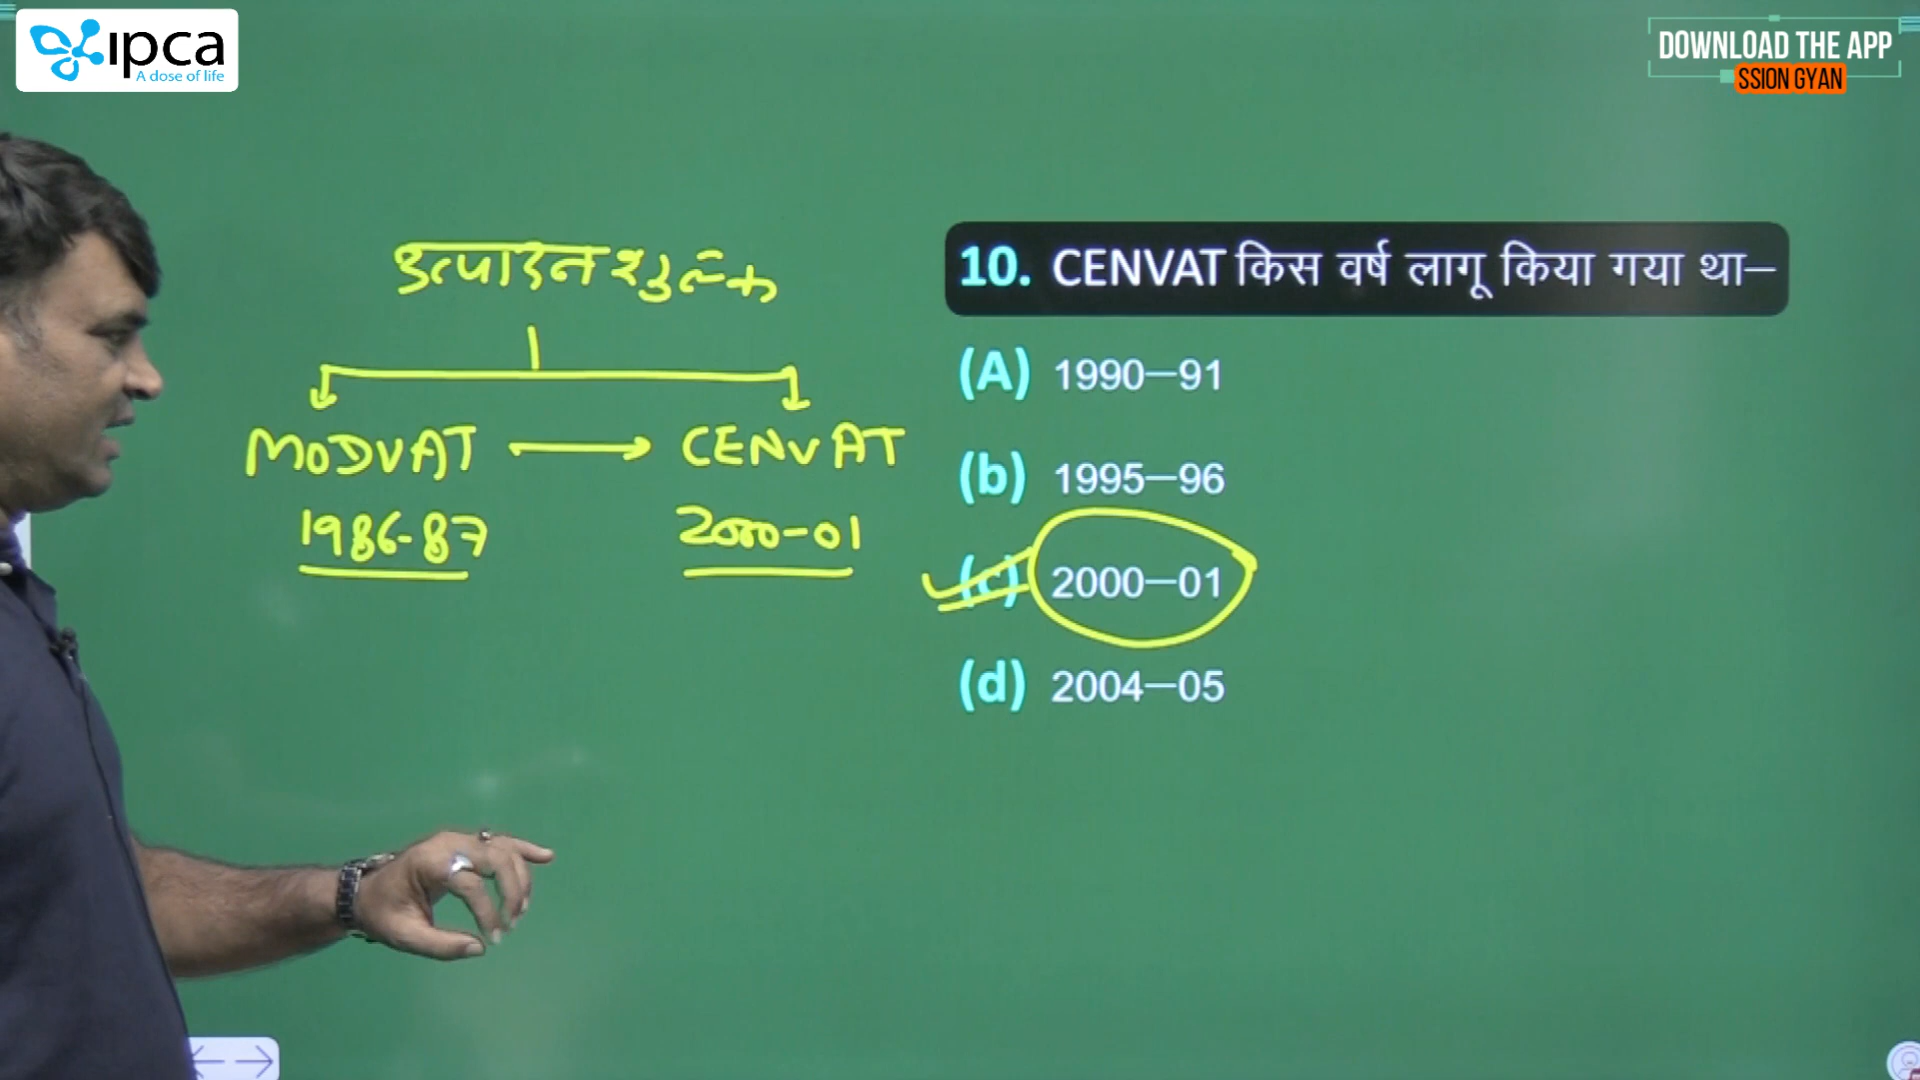 ipca
A dose of life
DOWNLOAD THE APP
SSION GYAN
उत्पादन शुल्क
MODVAT → CENVAT
1986-87 2000-01
10. CENVAT किस वर्ष लागू किया गया था–
(A) 1990–91
(b) 1995–96
(c) 2000–01
(d) 2004–05